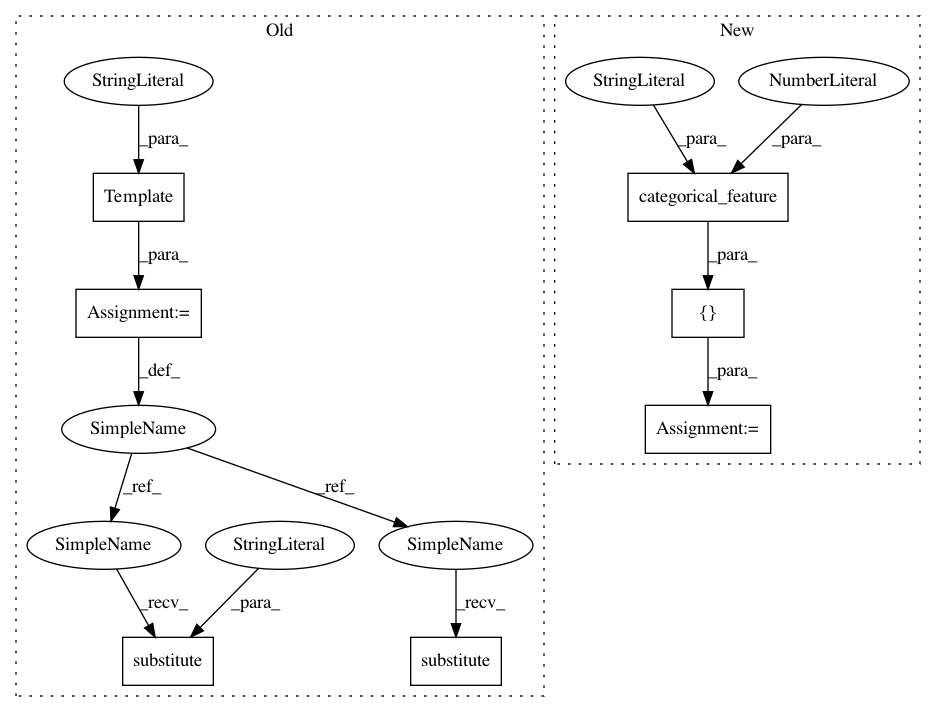 Old
New
StringLiteral
StringLiteral
NumberLiteral
_para_
_para_
_para_
Template
categorical_feature
_para_
_para_
Assignment:=
{}
_def_
_para_
SimpleName
Assignment:=
_ref_
_ref_
SimpleName
StringLiteral
SimpleName
_recv_
_para_
_recv_
substitute
substitute